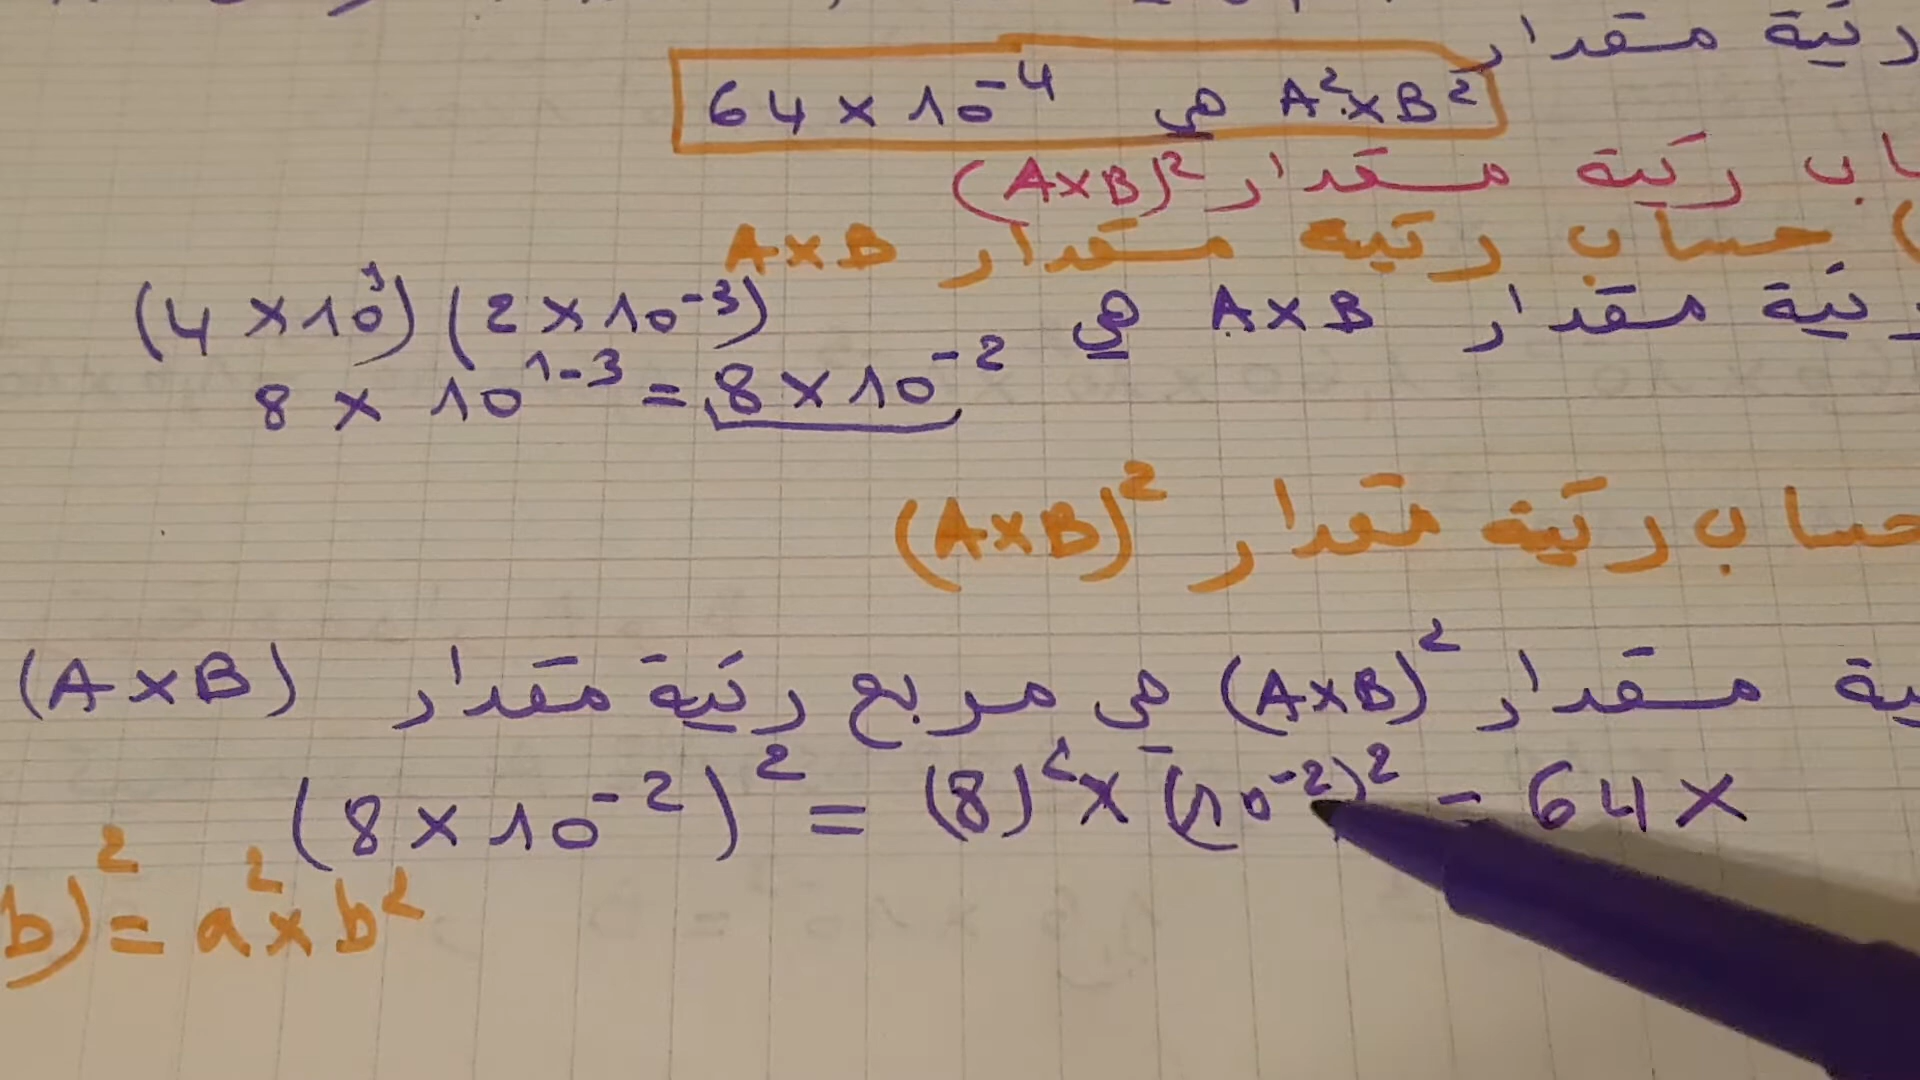 رتبة مقدار
A²×B² هي 64×10⁻⁴
رتبة مقدار (A×B)²
حساب رتبة مقدار A×B
رتبة مقدار A×B هي (4×10¹)(2×10⁻³)
8×10¹⁻³=8×10⁻²
حساب رتبة مقدار (A×B)²
مقدار (A×B)² هي مربع رتبة مقدار (A×B)
(8×10⁻²)²=(8)²×(10⁻²)²=64×
b)²=a²×b²